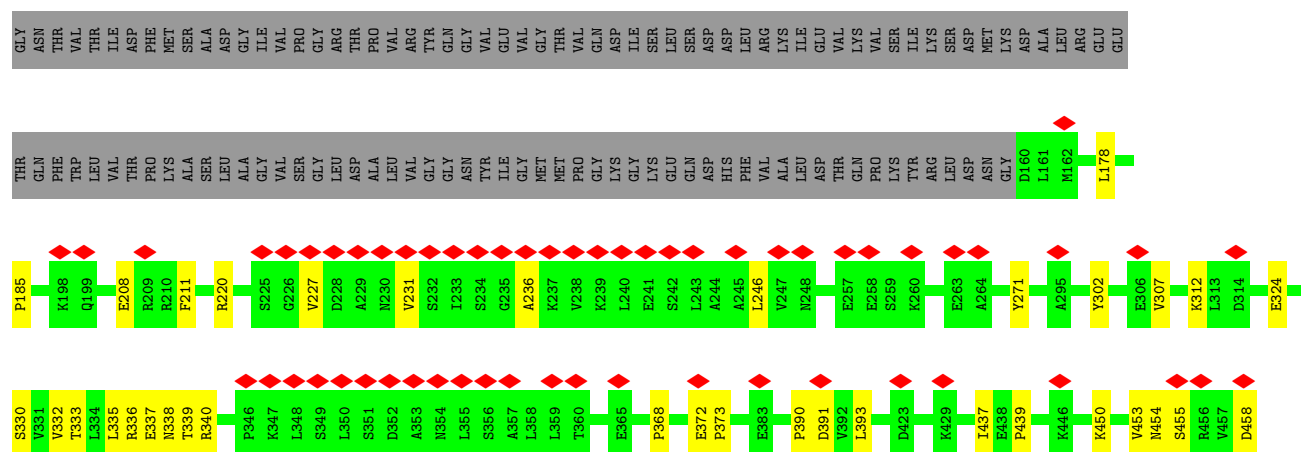 GLY ASN THR VAL THR ILE ASP PHE MET SER ALA ASP GLY ILE VAL PRO GLY ARG THR PRO VAL ARG TYR GLN GLY VAL GLU VAL GLY THR VAL GLN ASP ILE SER LEU SER ASP ASP LEU ARG LYS ILE GLU VAL LYS VAL SER ILE LYS SER ASP MET LYS ASP ALA LEU ARG GLU GLU
THR GLN PHE TRP LEU VAL THR PRO LYS ALA SER LEU ALA GLY VAL SER GLY LEU ASP ALA LEU VAL GLY GLY ASN TYR ILE GLY MET MET PRO GLY LYS GLY LYS GLU GLN ASP HIS PHE VAL ALA LEU ASP THR GLN PRO LYS TYR ARG LEU ASP ASN GLY D160 L161 M162 L178
P185 K198 Q199 E208 R209 R210 F211 R220 S225 G226 V227 D228 A229 N230 V231 S232 I233 S234 G235 A236 K237 V238 K239 L240 E241 S242 L243 A244 A245 L246 V247 N248 E257 E258 S259 K260 E263 A264 Y271 A295 Y302 E306 V307 K312 L313 D314 E324
S330 V331 V332 T333 L334 L335 R336 E337 N338 T339 R340 P346 K347 L348 S349 L350 S351 D352 A353 N354 L355 S356 A357 L358 L359 T360 E365 P368 E372 P373 E383 P390 D391 V392 L393 D423 K429 I437 E438 P439 K446 K450 V453 N454 S455 R456 V457 D458